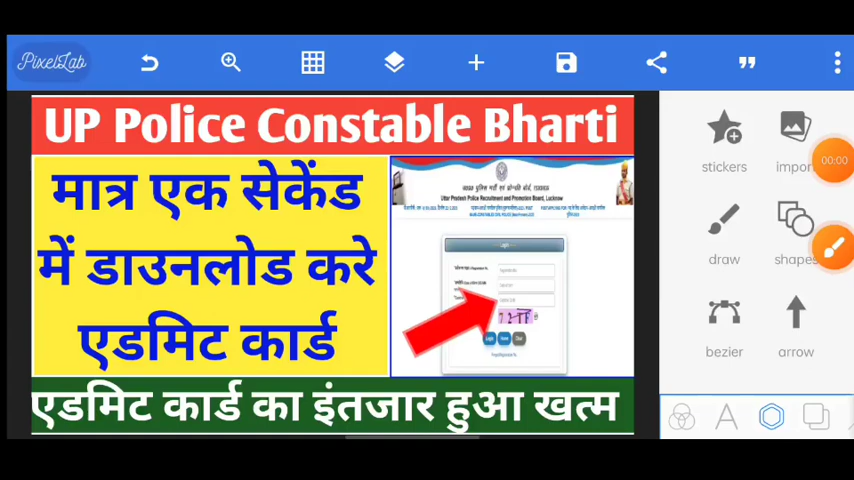 PixelLab
UP Police Constable Bharti
मात्र एक सेकेंड
में डाउनलोड करे
एडमिट कार्ड
Uttar Pradesh Police Recruitment and Promotion Board, Lucknow
Login
एडमिट कार्ड का इंतजार हुआ खत्म
stickers
impor
00:00
draw
shapes
bezier
arrow